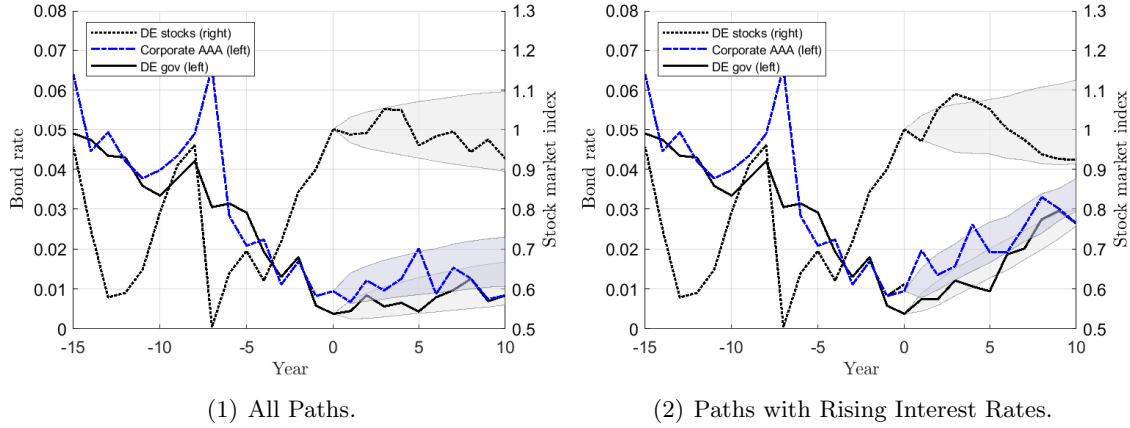 0.08
0.07
0.06
0.05
0.04
0.03
0.02
0.01
0
Bond rate
DE stocks (right)
Corporate AAA (left)
DE gov (left)
1.3
1.2
1.1
1
0.9
0.8
0.7
0.6
0.5
Stock market index
-15 -10 -5 0 5 10
Year
(1) All Paths.
0.08
0.07
0.06
0.05
0.04
0.03
0.02
0.01
0
Bond rate
DE stocks (right)
Corporate AAA (left)
DE gov (left)
1.3
1.2
1.1
1
0.9
0.8
0.7
0.6
0.5
Stock market index
-15 -10 -5 0 5 10
Year
(2) Paths with Rising Interest Rates.